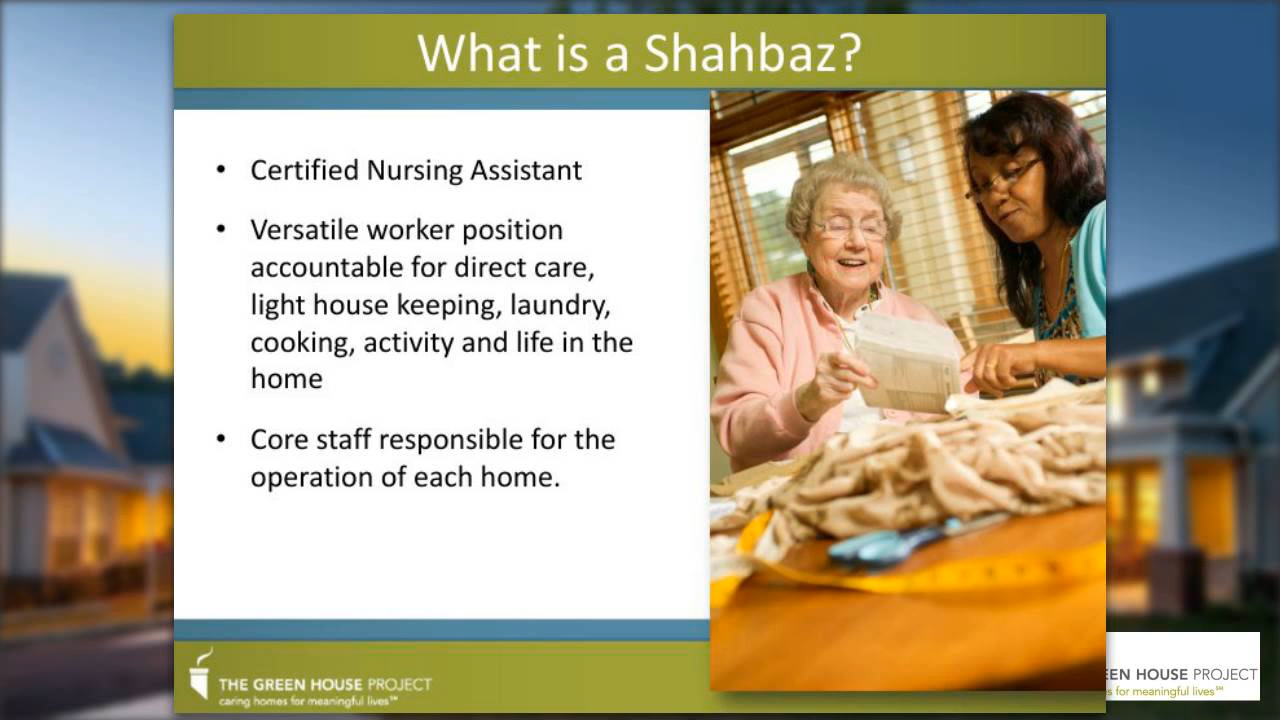 What is a Shahbaz?
• Certified Nursing Assistant
• Versatile worker position
accountable for direct care,
light house keeping, laundry,
cooking, activity and life in the
home
• Core staff responsible for the
operation of each home.
THE GREEN HOUSE PROJECT
caring homes for meaningful lives℠
EEN HOUSE PROJECT
es for meaningful lives℠